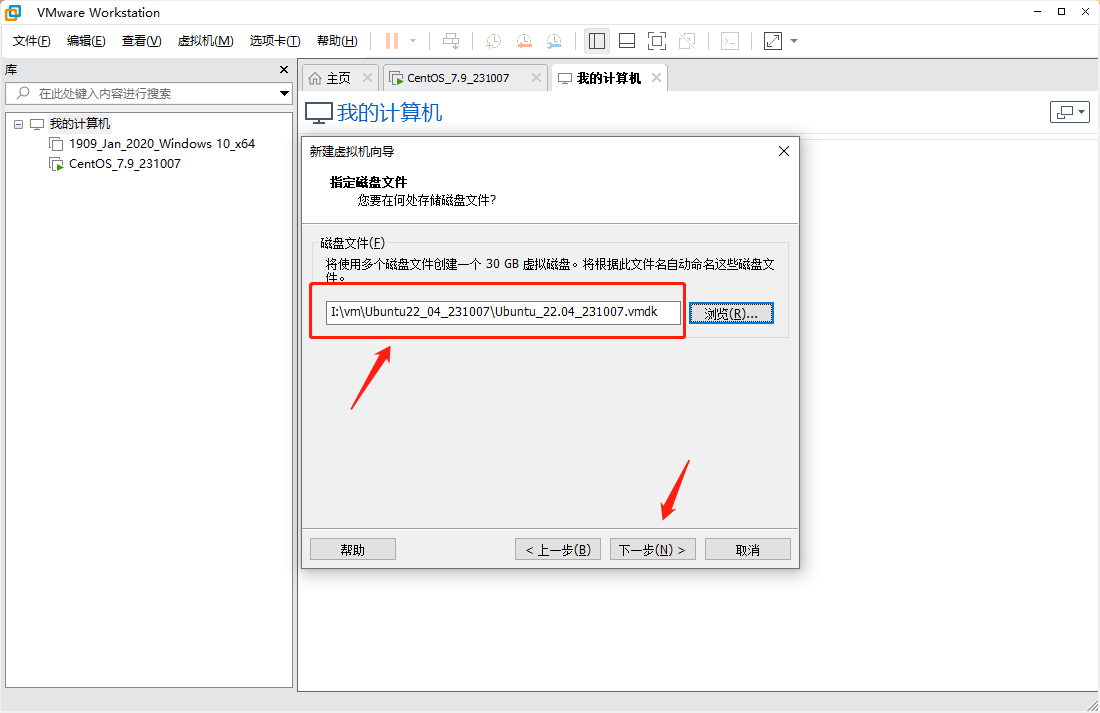 VMware Workstation
文件(F) 编辑(E) 查看(V) 虚拟机(M) 选项卡(T) 帮助(H)
库
在此处键入内容进行搜索
我的计算机
1909_Jan_2020_Windows 10_x64
CentOS_7.9_231007
主页 CentOS_7.9_231007 我的计算机
我的计算机
新建虚拟机向导
指定磁盘文件
您要在何处存储磁盘文件?
磁盘文件(F)
将使用多个磁盘文件创建一个 30 GB 虚拟磁盘。将根据此文件名自动命名这些磁盘文
件。
I:\vm\Ubuntu22_04_231007\Ubuntu_22.04_231007.vmdk
浏览(R)...
帮助 < 上一步(B) 下一步(N) > 取消